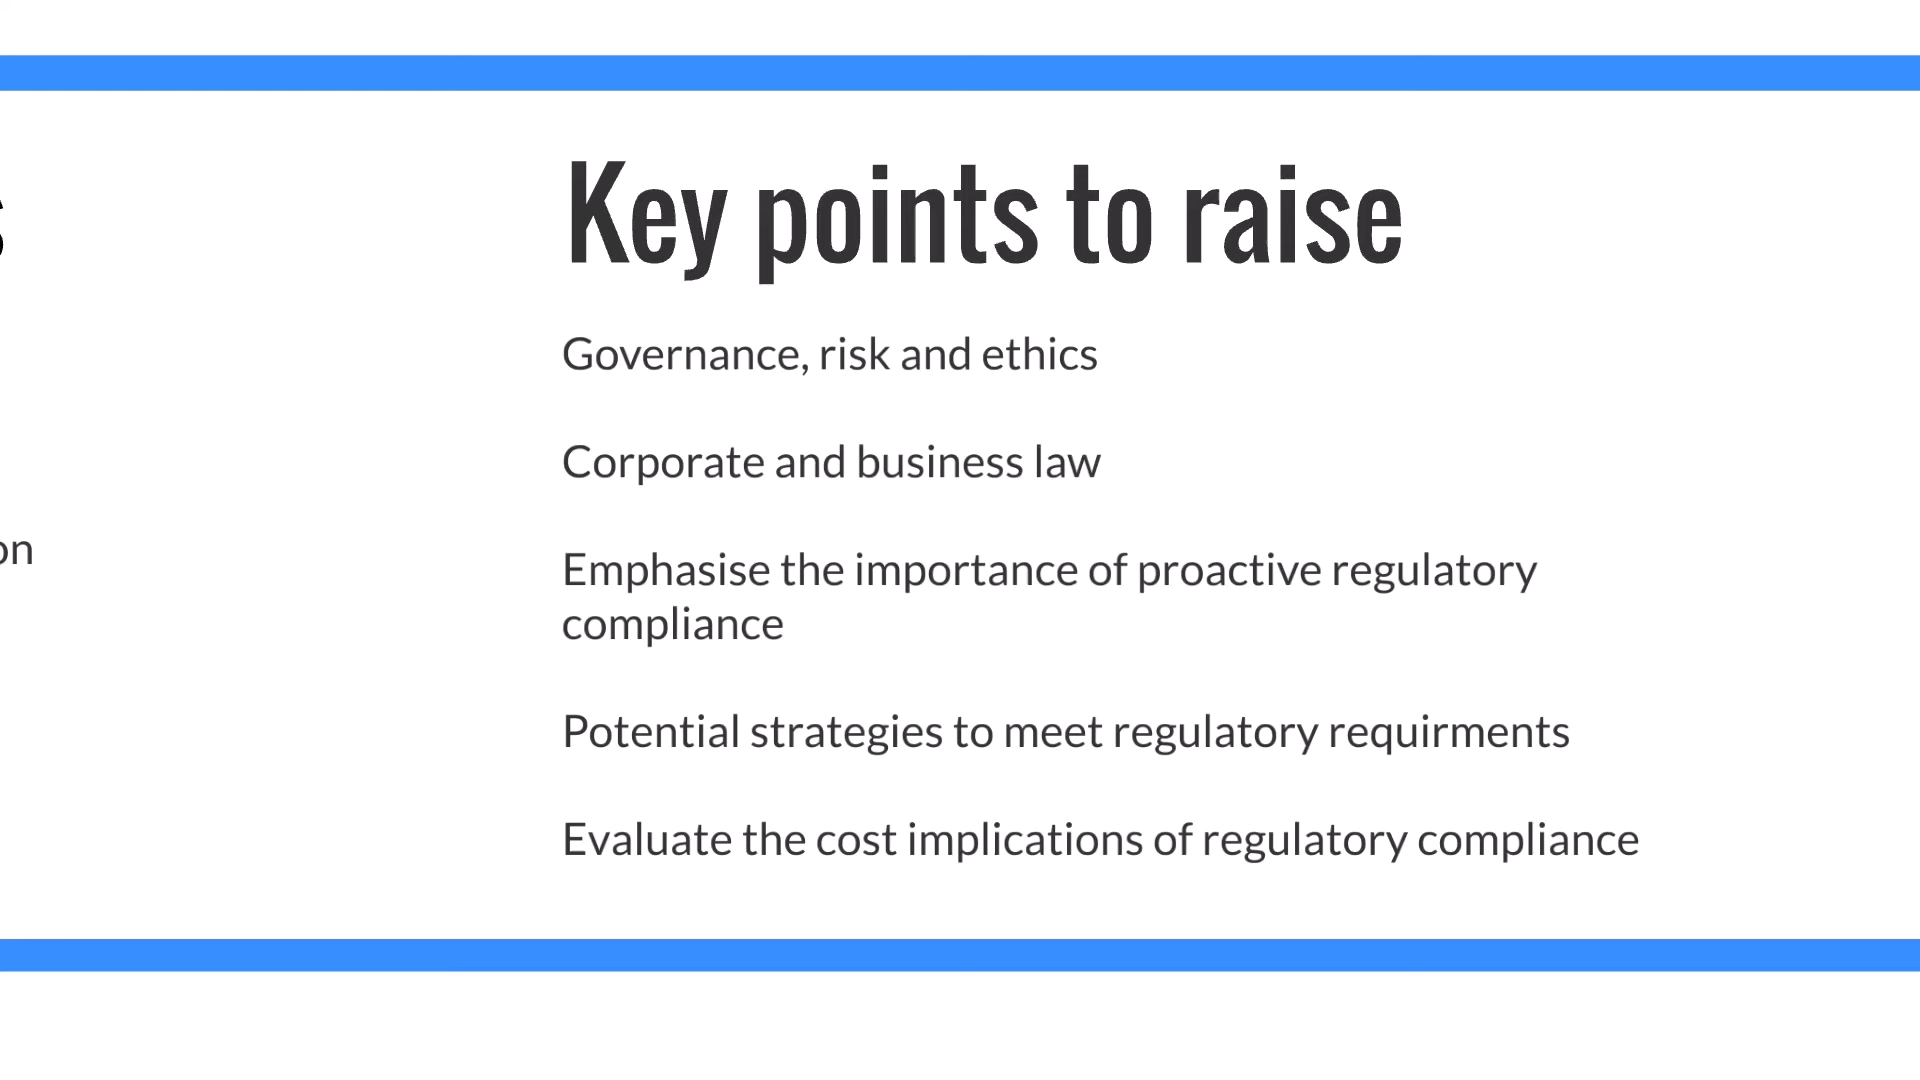 Key points to raise
Governance, risk and ethics
Corporate and business law
on
Emphasise the importance of proactive regulatory
compliance
Potential strategies to meet regulatory requirments
Evaluate the cost implications of regulatory compliance